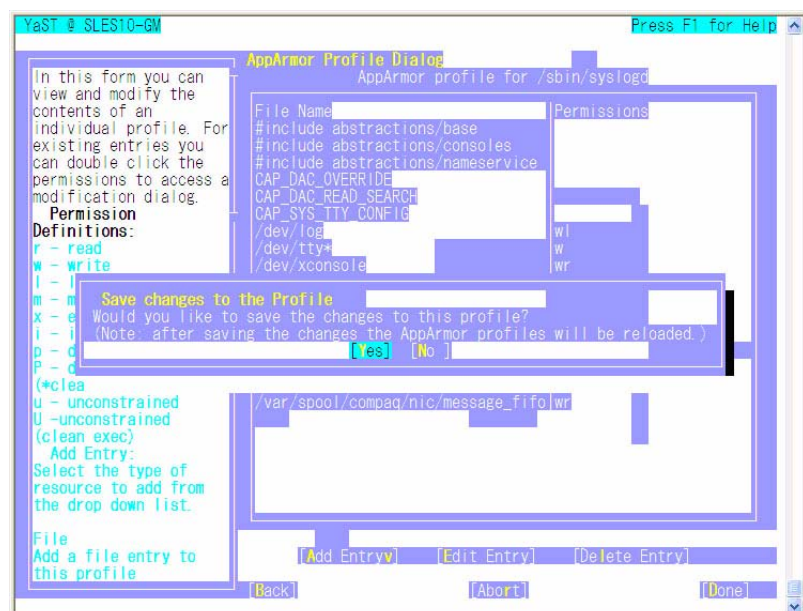 YaST @ SLES10-GM
Press F1 for Help
In this form you can
view and modify the
contents of an
individual profile. For
existing entries you
can double click the
permissions to access a
modification dialog.
Permission
Definitions:
r - read
w - write
l - l
m - m
x - e
i - i
p - d
P - d
(*clea
u - unconstrained
U -unconstrained
(clean exec)
Add Entry:
Select the type of
resource to add from
the drop down list.
File
Add a file entry to
this profile
AppArmor Profile Dialog
AppArmor profile for /sbin/syslogd
File Name Permissions
#include abstractions/base
#include abstractions/consoles
#include abstractions/nameservice
CAP_DAC_OVERRIDE
CAP_DAC_READ_SEARCH
CAP_SYS_TTY_CONFIG
/dev/log wl
/dev/tty* w
/dev/xconsole wr
Save changes to the Profile
Would you like to save the changes to this profile?
(Note: after saving the changes the AppArmor profiles will be reloaded.)
[Yes] [No ]
/var/spool/compaq/nic/message_fifo wr
[Add Entryv] [Edit Entry] [Delete Entry]
[Back] [Abort] [Done]